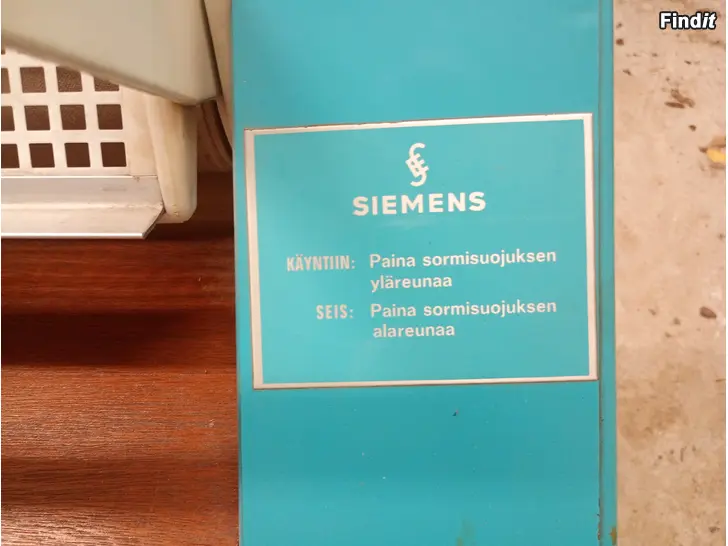 Findit
SIEMENS
KÄYNTIIN: Paina sormisuojuksen
yläreunaa
SEIS: Paina sormisuojuksen
alareunaa